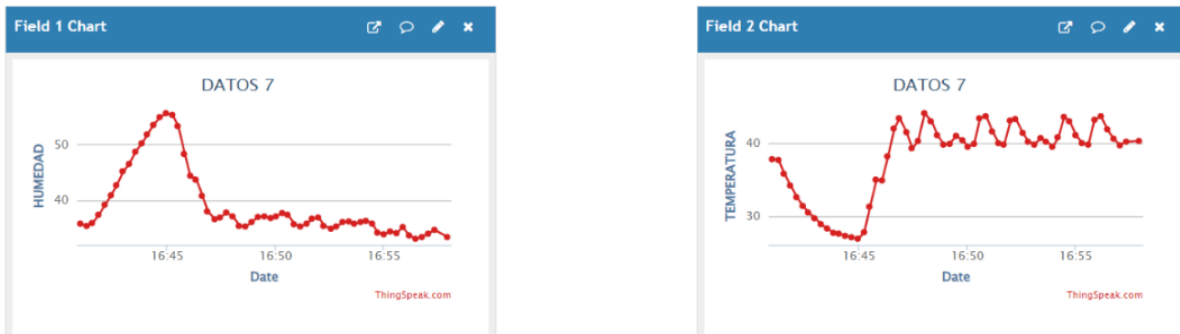 Field 1 Chart
DATOS 7
HUMEDAD
50
40
16:45 16:50 16:55
Date
ThingSpeak.com
Field 2 Chart
DATOS 7
TEMPERATURA
40
30
16:45 16:50 16:55
Date
ThingSpeak.com